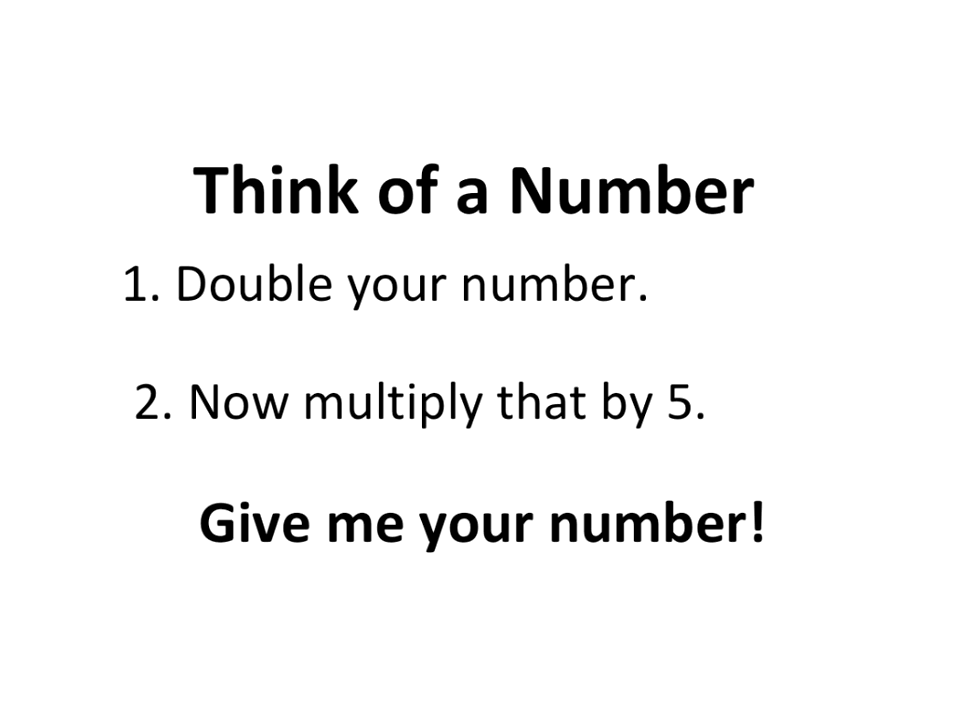 Think of a Number
1. Double your number.
2. Now multiply that by 5.
Give me your number!